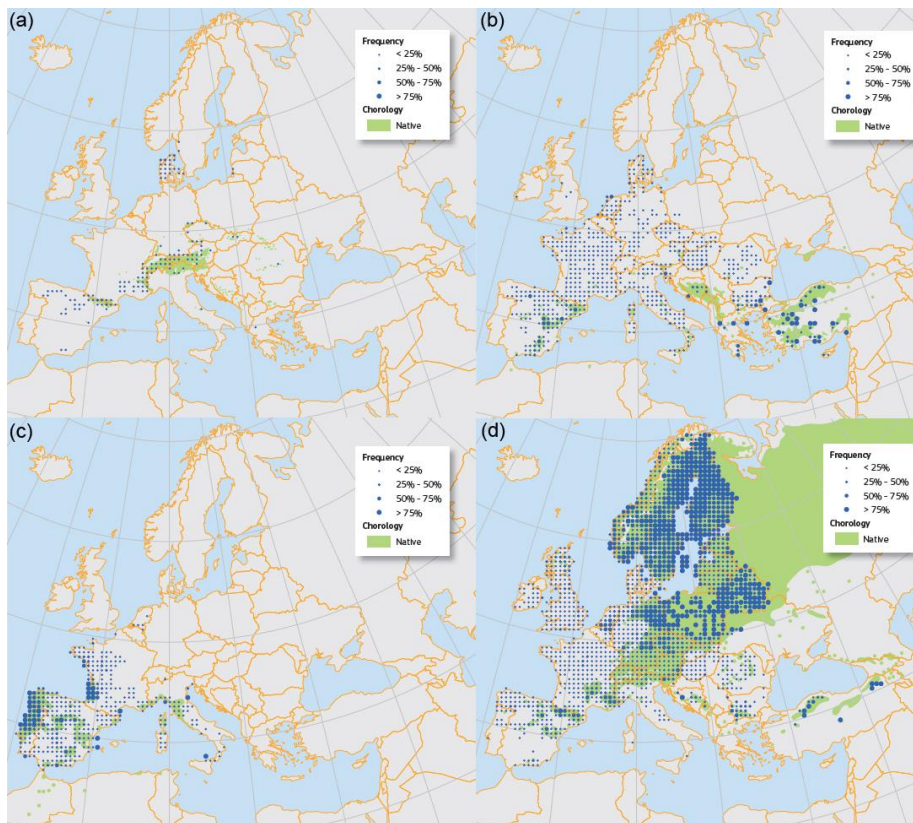 (a)
Frequency
< 25%
25% - 50%
50% - 75%
> 75%
Chorology
Native
(b)
Frequency
< 25%
25% - 50%
50% - 75%
> 75%
Chorology
Native
(c)
Frequency
< 25%
25% - 50%
50% - 75%
> 75%
Chorology
Native
(d)
Frequency
< 25%
25% - 50%
50% - 75%
> 75%
Chorology
Native